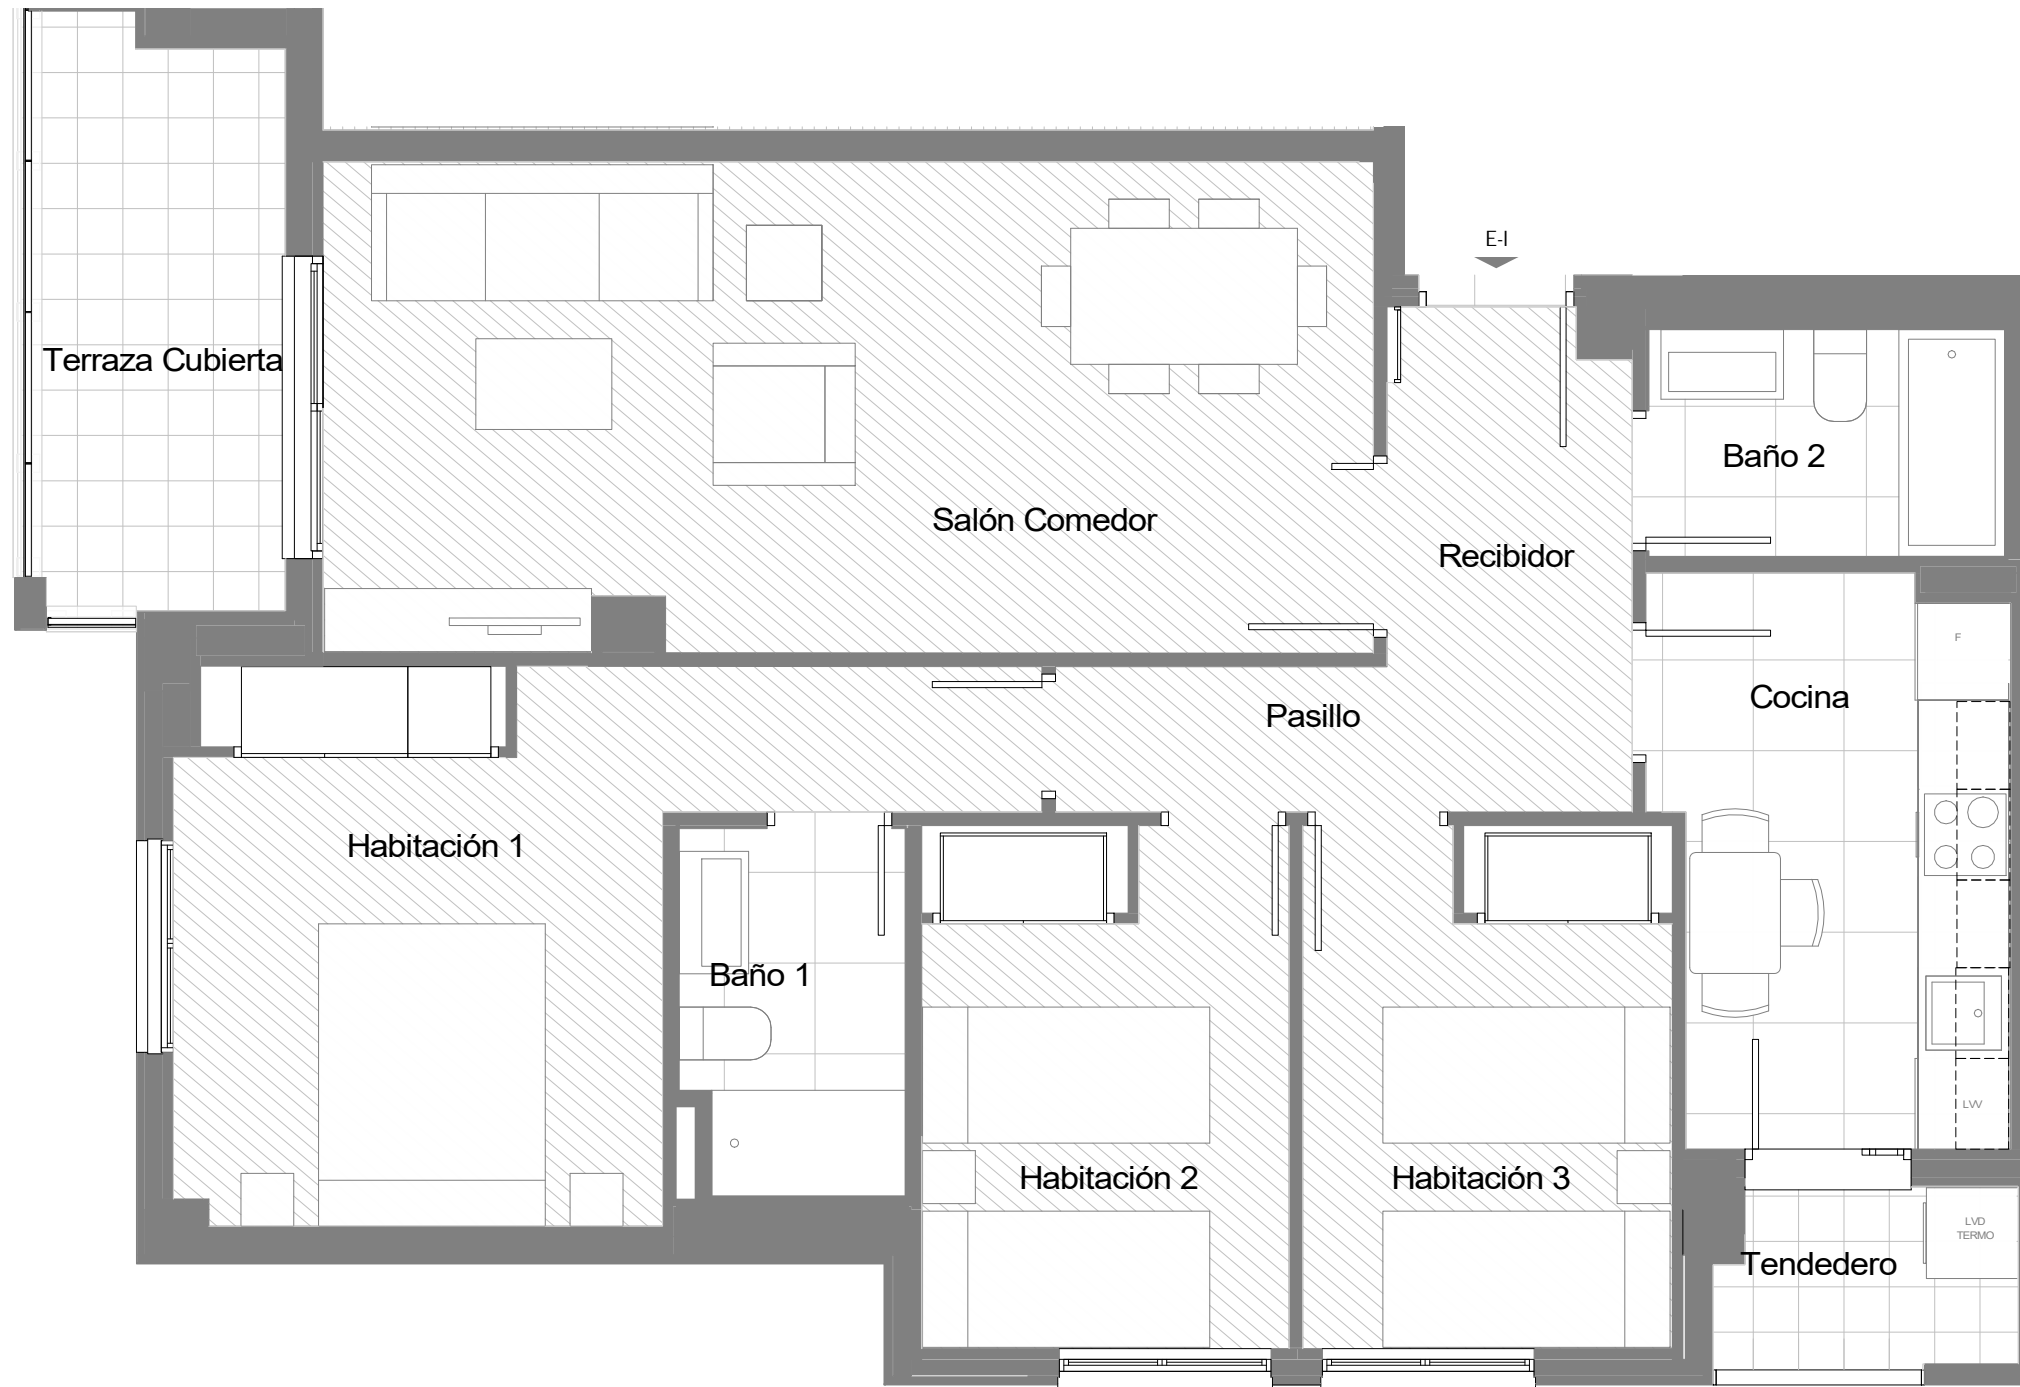 E-I
Terraza Cubierta
Baño 2
Salón Comedor
Recibidor
F
Cocina
Pasillo
Habitación 1
Baño 1
LVV
Habitación 2
Habitación 3
LVD
TERMO
Tendedero